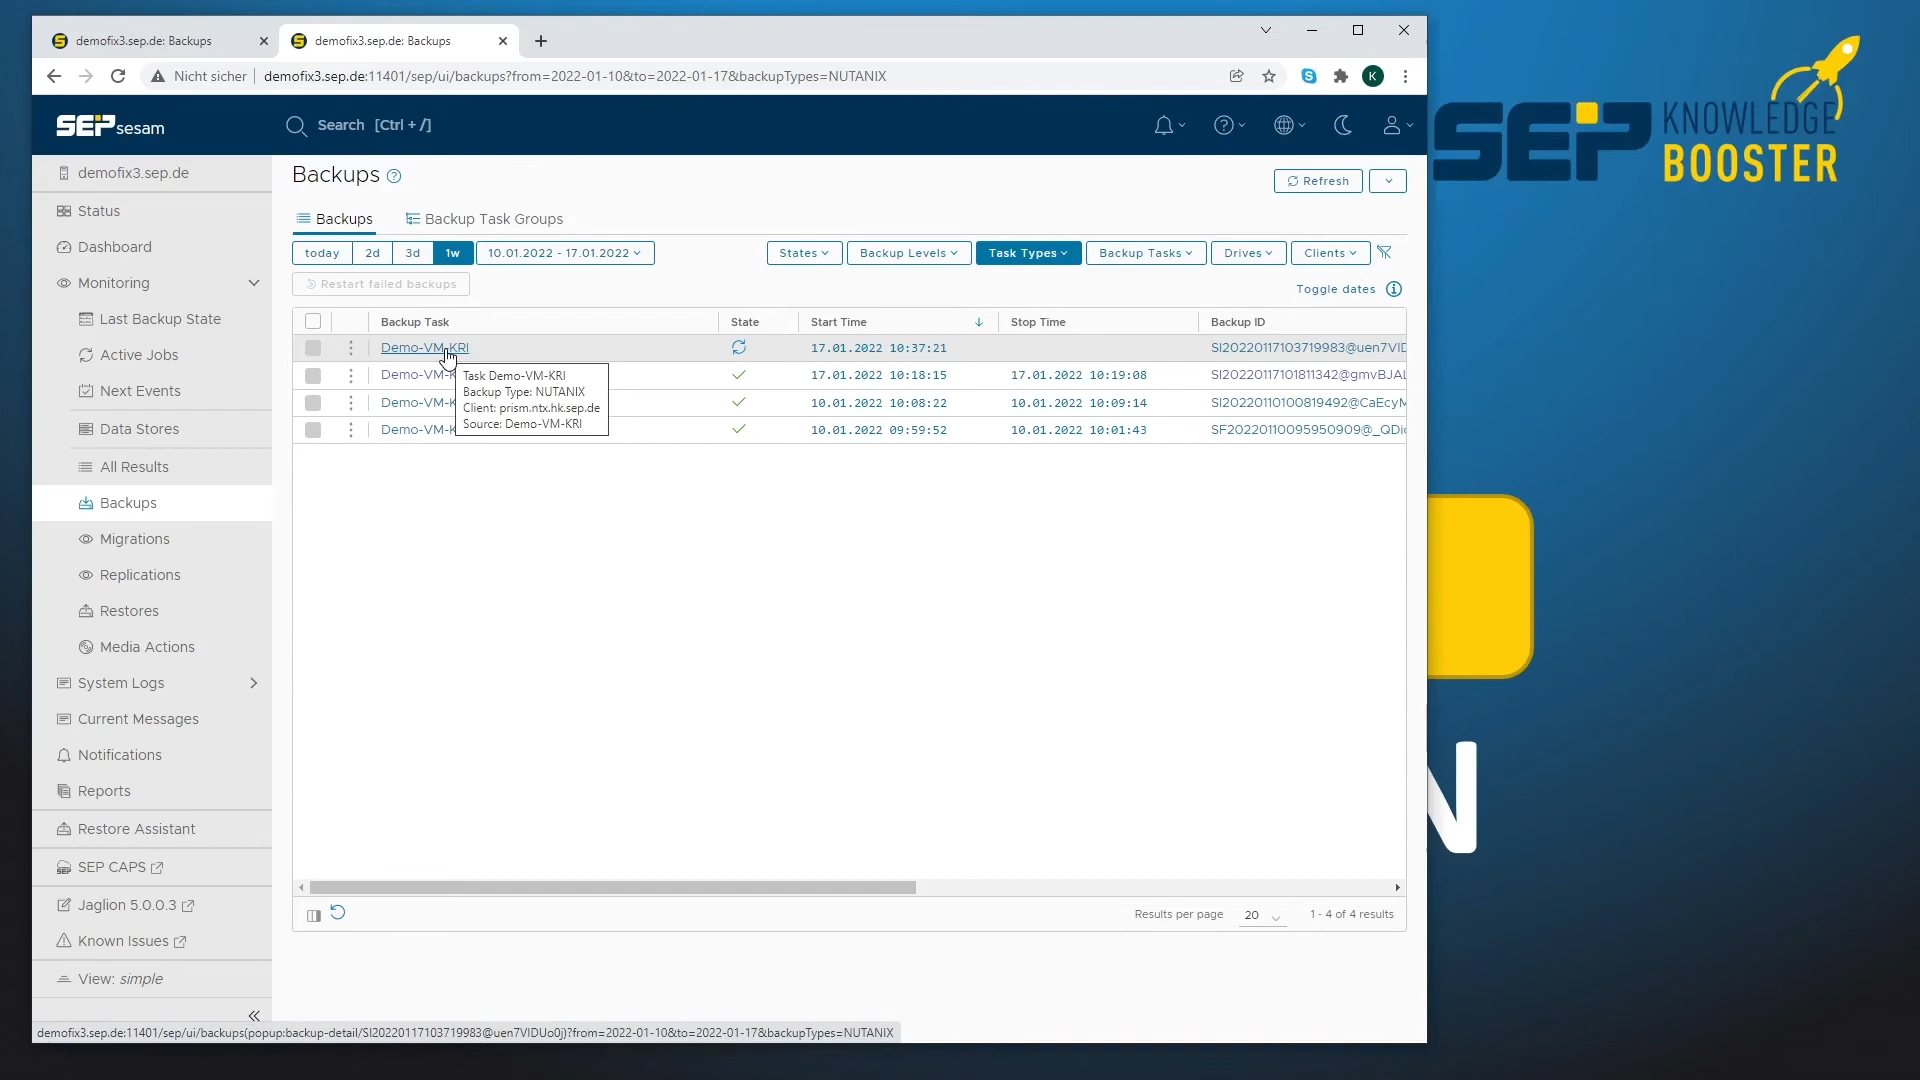 demofix3.sep.de: Backups
demofix3.sep.de: Backups
Nicht sicher
demofix3.sep.de:11401/sep/ui/backups?from=2022-01-10&to=2022-01-17&backupTypes=NUTANIX
K
SEP sesam
Search [Ctrl + /]
SEP KNOWLEDGE
BOOSTER
demofix3.sep.de
Status
Dashboard
Monitoring
Last Backup State
Active Jobs
Next Events
Data Stores
All Results
Backups
Migrations
Replications
Restores
Media Actions
System Logs
Current Messages
Notifications
Reports
Restore Assistant
SEP CAPS
Jaglion 5.0.0.3
Known Issues
View: simple
Backups
Refresh
Backups
Backup Task Groups
today 2d 3d 1w 10.01.2022 - 17.01.2022
States Backup Levels Task Types Backup Tasks Drives Clients
Restart failed backups
Toggle dates
Backup Task State Start Time Stop Time Backup ID
Demo-VM-KRI 17.01.2022 10:37:21 SI20220117103719983@uen7VID
Demo-VM-K 17.01.2022 10:18:15 17.01.2022 10:19:08 SI20220117101811342@gmvBJAL
Demo-VM-K 10.01.2022 10:08:22 10.01.2022 10:09:14 SI20220110100819492@CaEcyM
Demo-VM-K 10.01.2022 09:59:52 10.01.2022 10:01:43 SF20220110095950909@_QDi
Task Demo-VM-KRI
Backup Type: NUTANIX
Client: prism.ntx.hk.sep.de
Source: Demo-VM-KRI
Results per page 20 1 - 4 of 4 results
demofix3.sep.de:11401/sep/ui/backups(popup:backup-detail/SI20220117103719983@uen7VIDUo0j)?from=2022-01-10&to=2022-01-17&backupTypes=NUTANIX
N